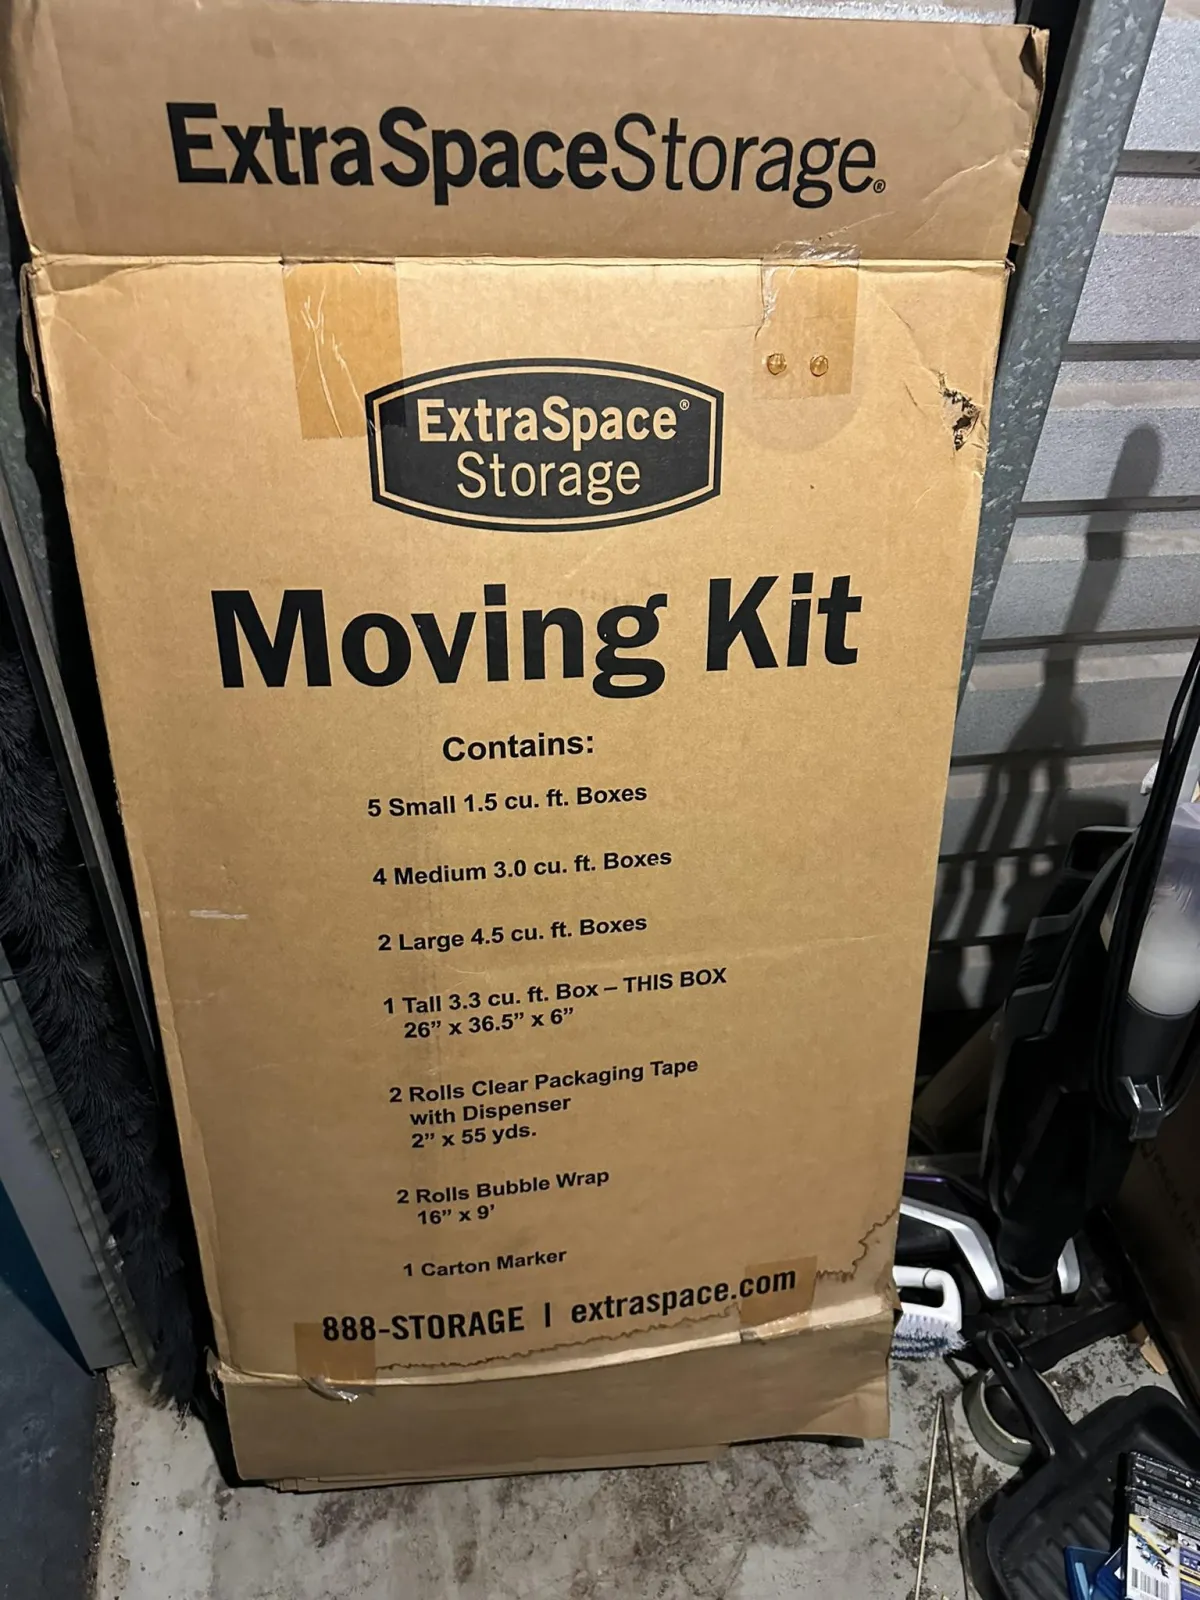 ExtraSpaceStorage®
ExtraSpace®
Storage
Moving Kit
Contains:
5 Small 1.5 cu. ft. Boxes
4 Medium 3.0 cu. ft. Boxes
2 Large 4.5 cu. ft. Boxes
1 Tall 3.3 cu. ft. Box – THIS BOX
26” x 36.5” x 6”
2 Rolls Clear Packaging Tape
with Dispenser
2” x 55 yds.
2 Rolls Bubble Wrap
16” x 9’
1 Carton Marker
888-STORAGE | extraspace.com